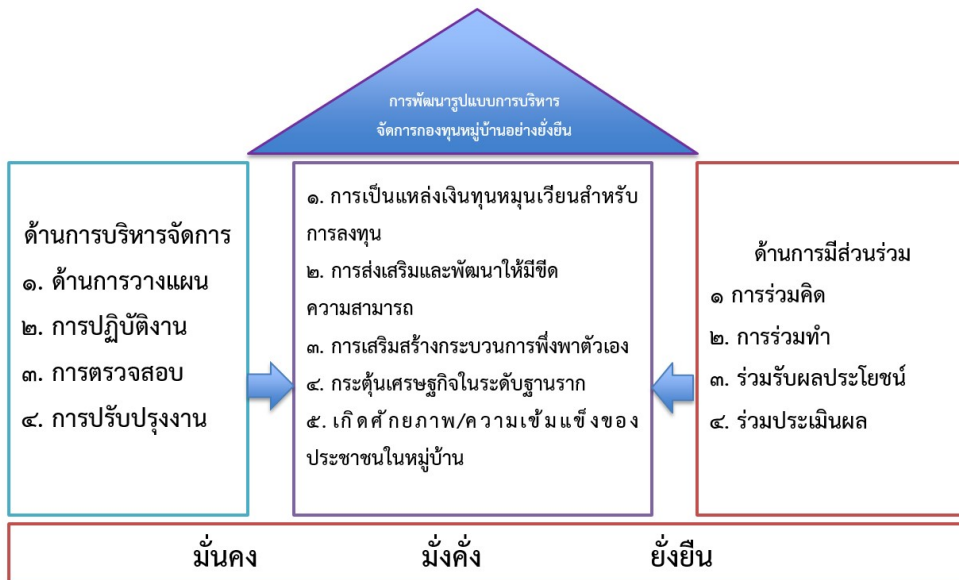 การพัฒนารูปแบบการบริหาร
จัดการกองทุนหมู่บ้านอย่างยั่งยืน
ด้านการบริหารจัดการ
๑. ด้านการวางแผน
๒. การปฏิบัติงาน
๓. การตรวจสอบ
๔. การปรับปรุงงาน
๑. การเป็นแหล่งเงินทุนหมุนเวียนสำหรับ
การลงทุน
๒. การส่งเสริมและพัฒนาให้มีขีด
ความสามารถ
๓. การเสริมสร้างกระบวนการพึ่งพาตัวเอง
๔. กระตุ้นเศรษฐกิจในระดับฐานราก
๕. เกิดศักยภาพ/ความเข้มแข็งของ
ประชาชนในหมู่บ้าน
ด้านการมีส่วนร่วม
๑ การร่วมคิด
๒. การร่วมทำ
๓. ร่วมรับผลประโยชน์
๔. ร่วมประเมินผล
มั่นคง มั่งคั่ง ยั่งยืน